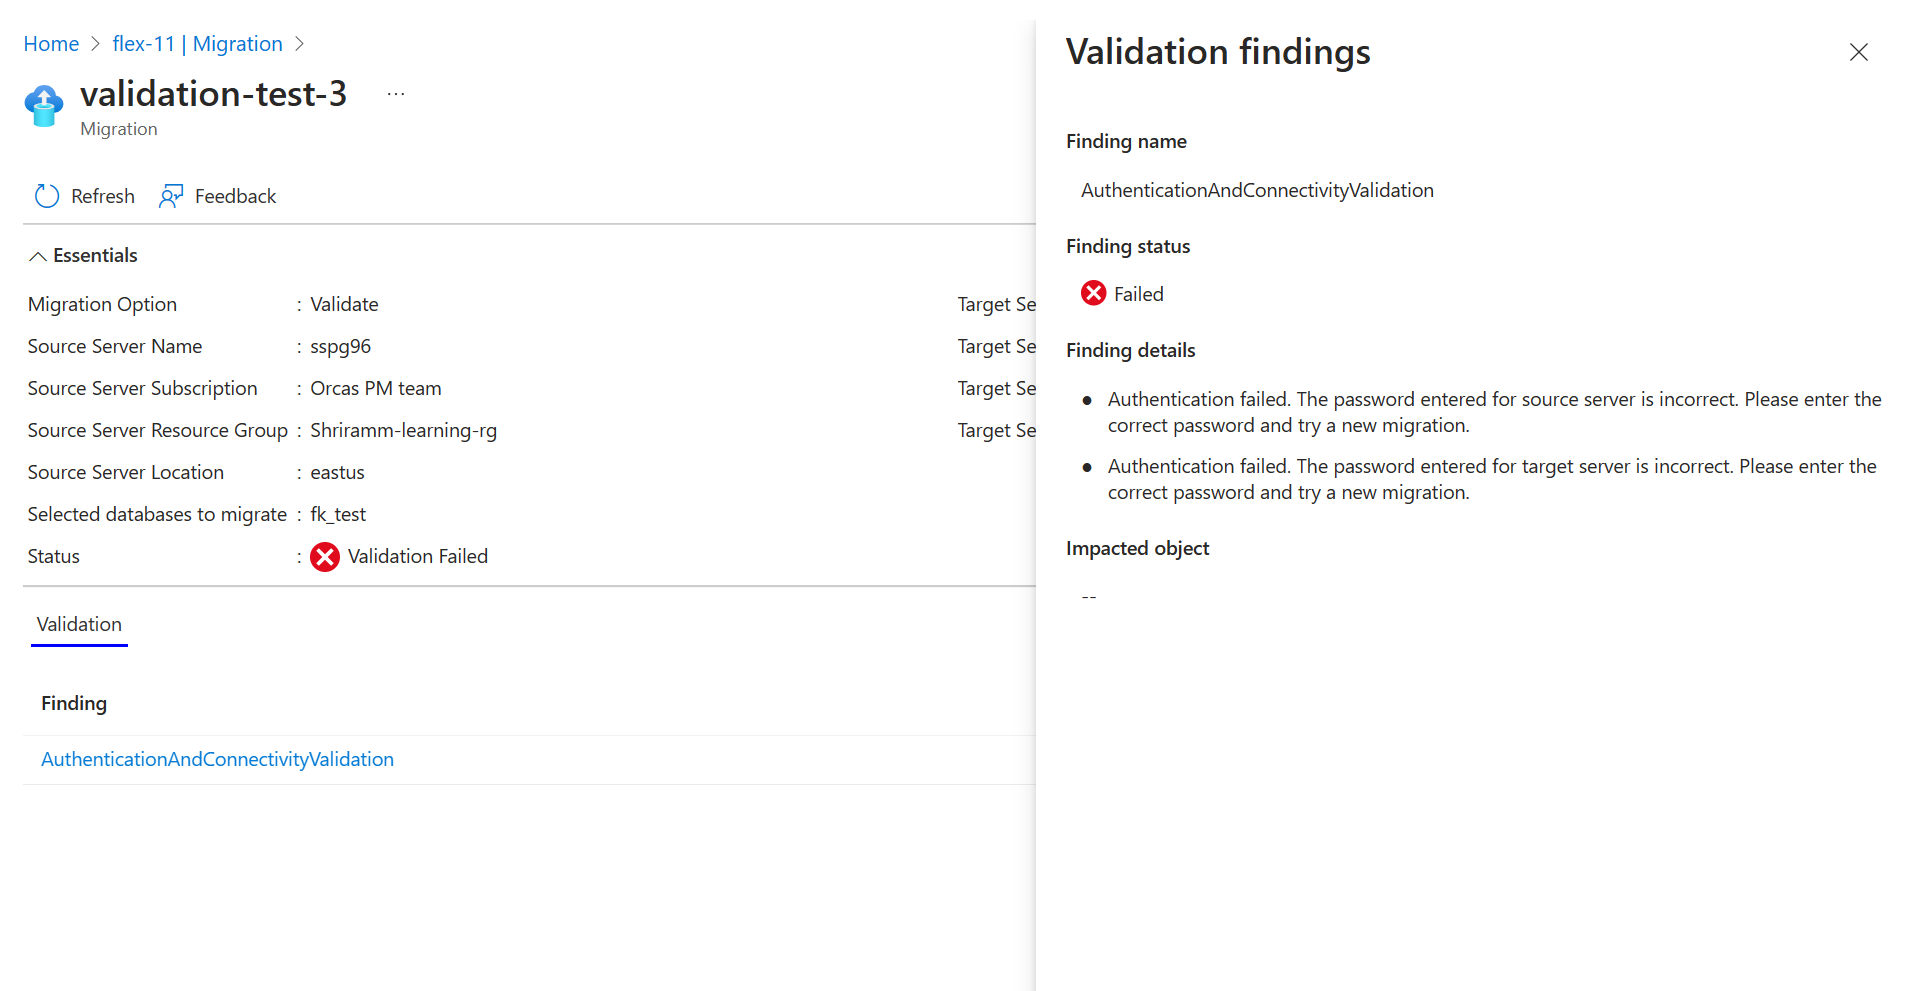 Home > flex-11 | Migration >
validation-test-3 ...
Migration
Refresh Feedback
Essentials
Migration Option : Validate
Source Server Name : sspg96
Source Server Subscription : Orcas PM team
Source Server Resource Group : Shriramm-learning-rg
Source Server Location : eastus
Selected databases to migrate : fk_test
Status : Validation Failed
Target Se
Target Se
Target Se
Target Se
Validation
Finding
AuthenticationAndConnectivityValidation
Validation findings
Finding name
AuthenticationAndConnectivityValidation
Finding status
Failed
Finding details
● Authentication failed. The password entered for source server is incorrect. Please enter the
correct password and try a new migration.
● Authentication failed. The password entered for target server is incorrect. Please enter the
correct password and try a new migration.
Impacted object
--